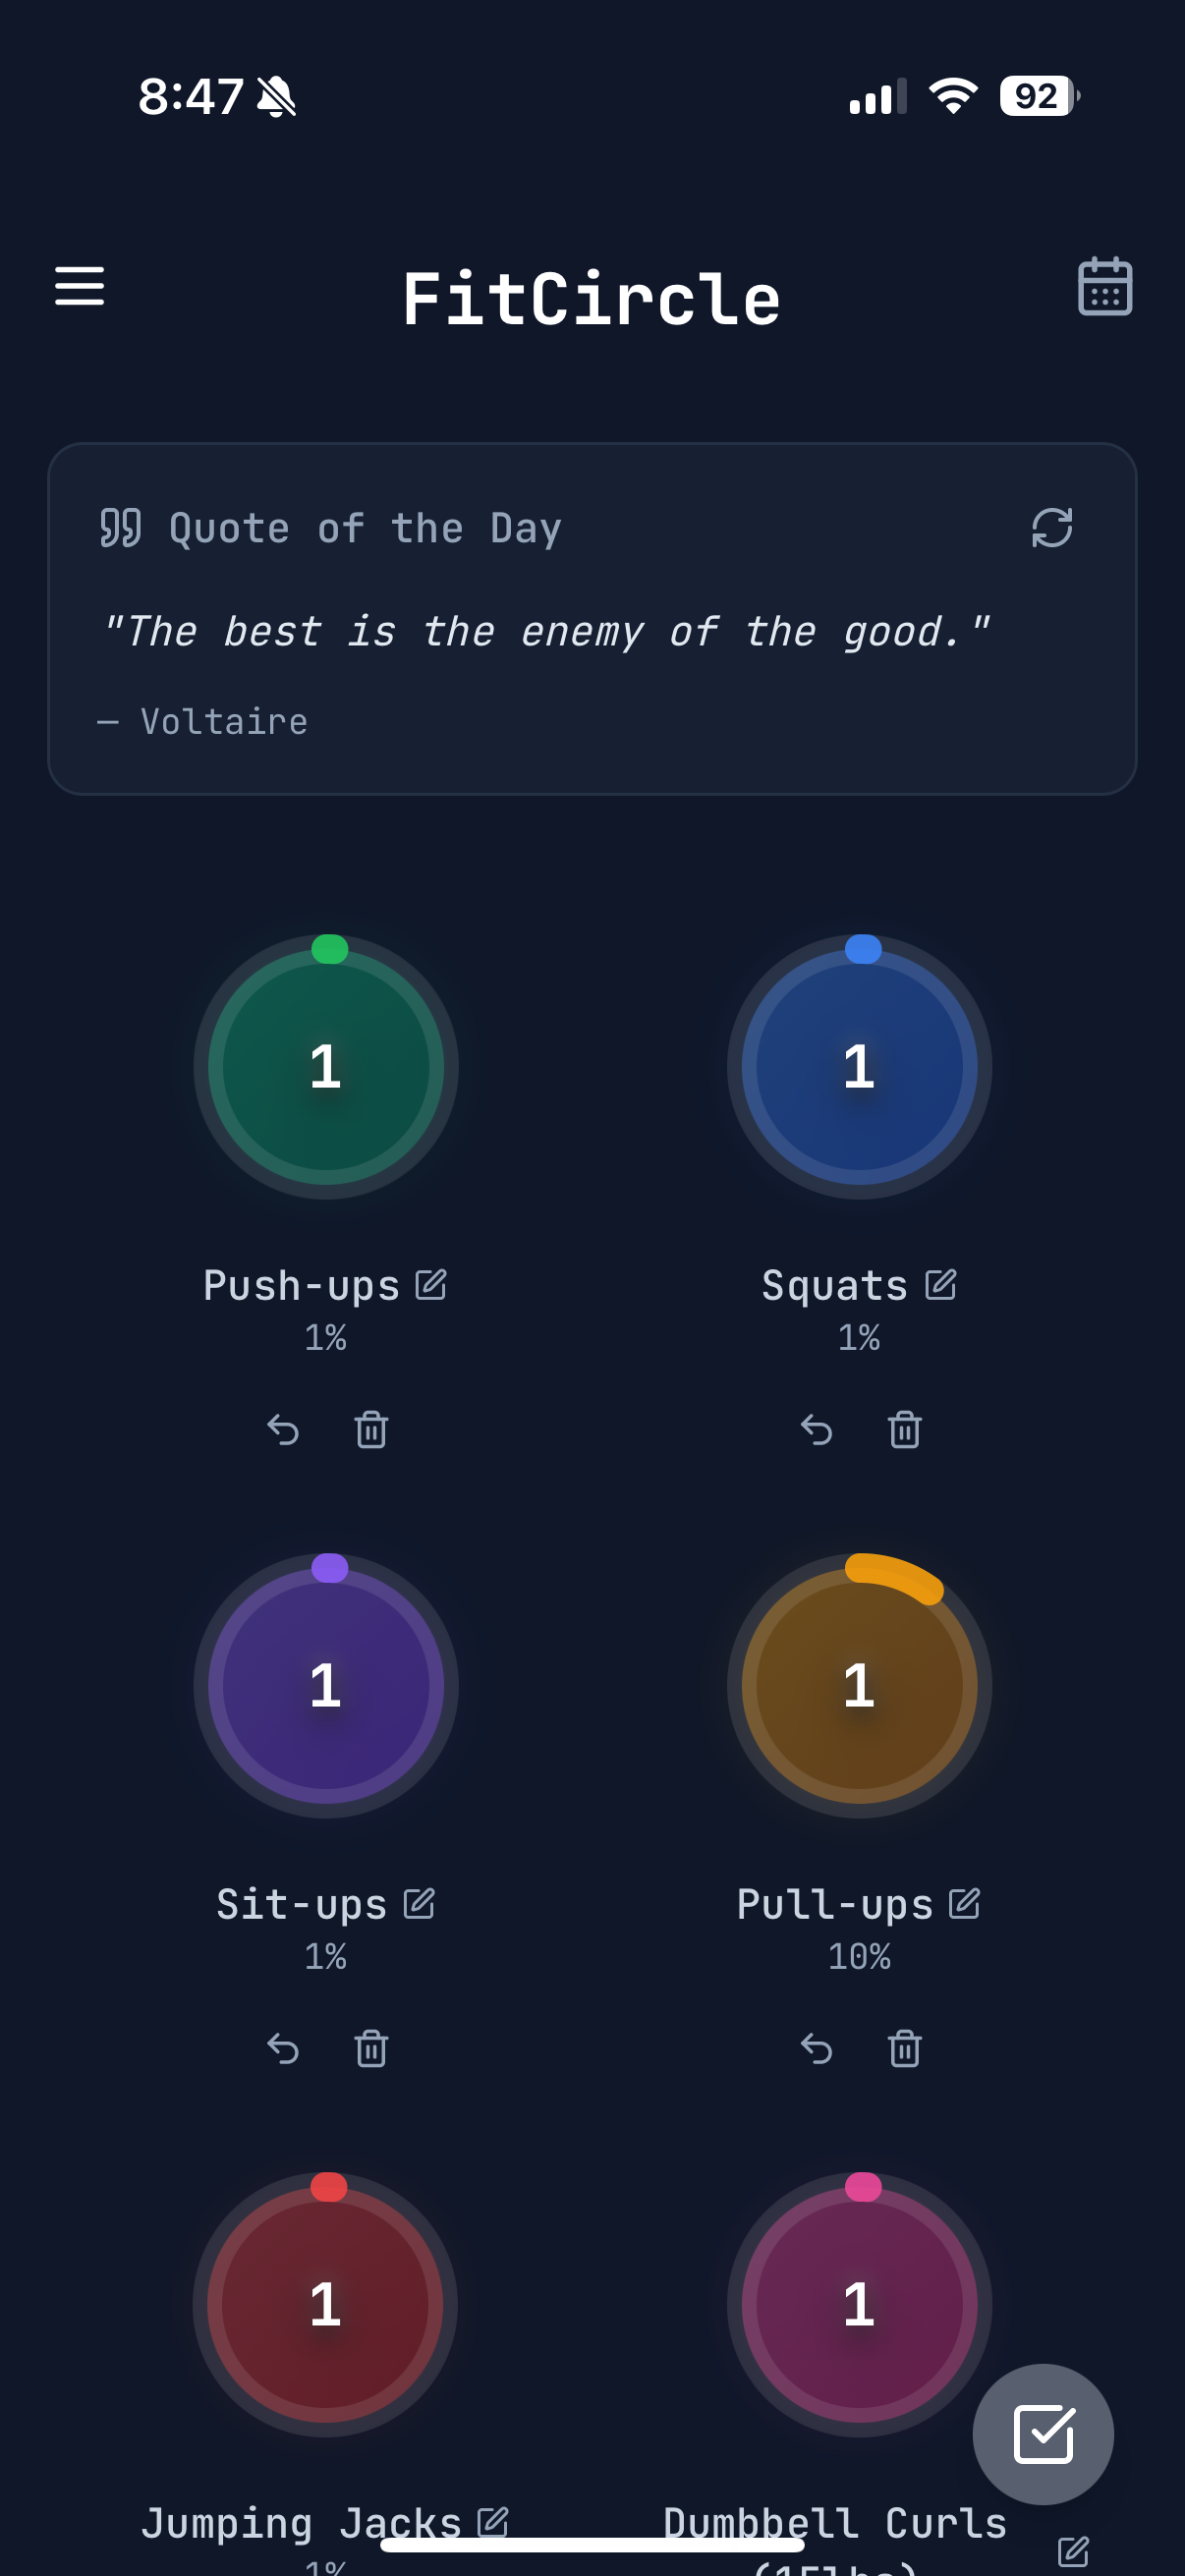 8:47
92
FitCircle
Quote of the Day
"The best is the enemy of the good."
— Voltaire
1
1
Push-ups
Squats
1%
1%
1
1
Sit-ups
Pull-ups
1%
10%
1
1
Jumping Jacks
Dumbbell Curls
1%
(15lbs)